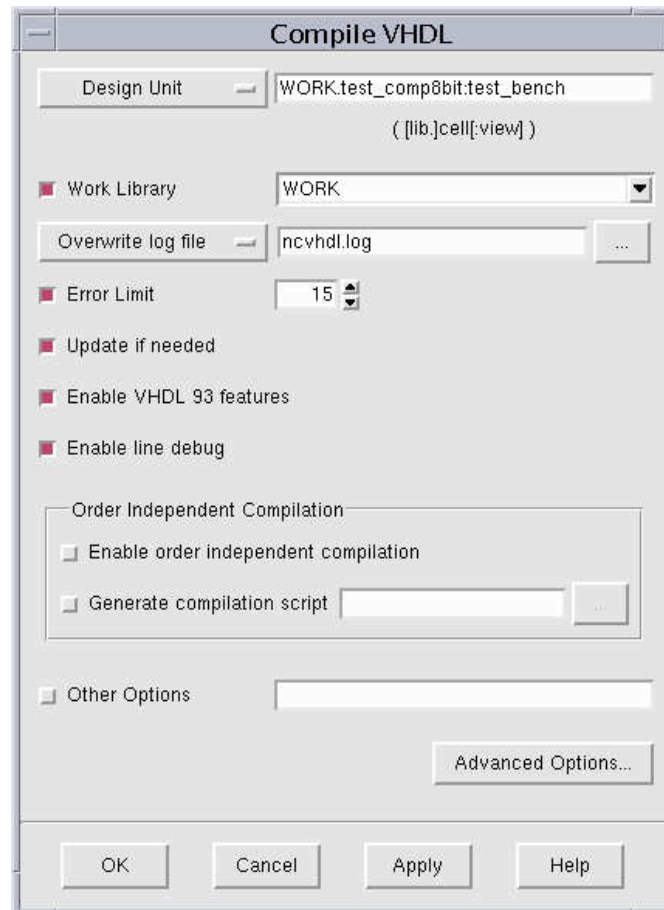 Compile VHDL
Design Unit WORK.test_comp8bit:test_bench
( [lib.]cell[:view] )
Work Library WORK
Overwrite log file ncvhdl.log ...
Error Limit 15
Update if needed
Enable VHDL 93 features
Enable line debug
Order Independent Compilation
Enable order independent compilation
Generate compilation script ...
Other Options
Advanced Options...
OK Cancel Apply Help